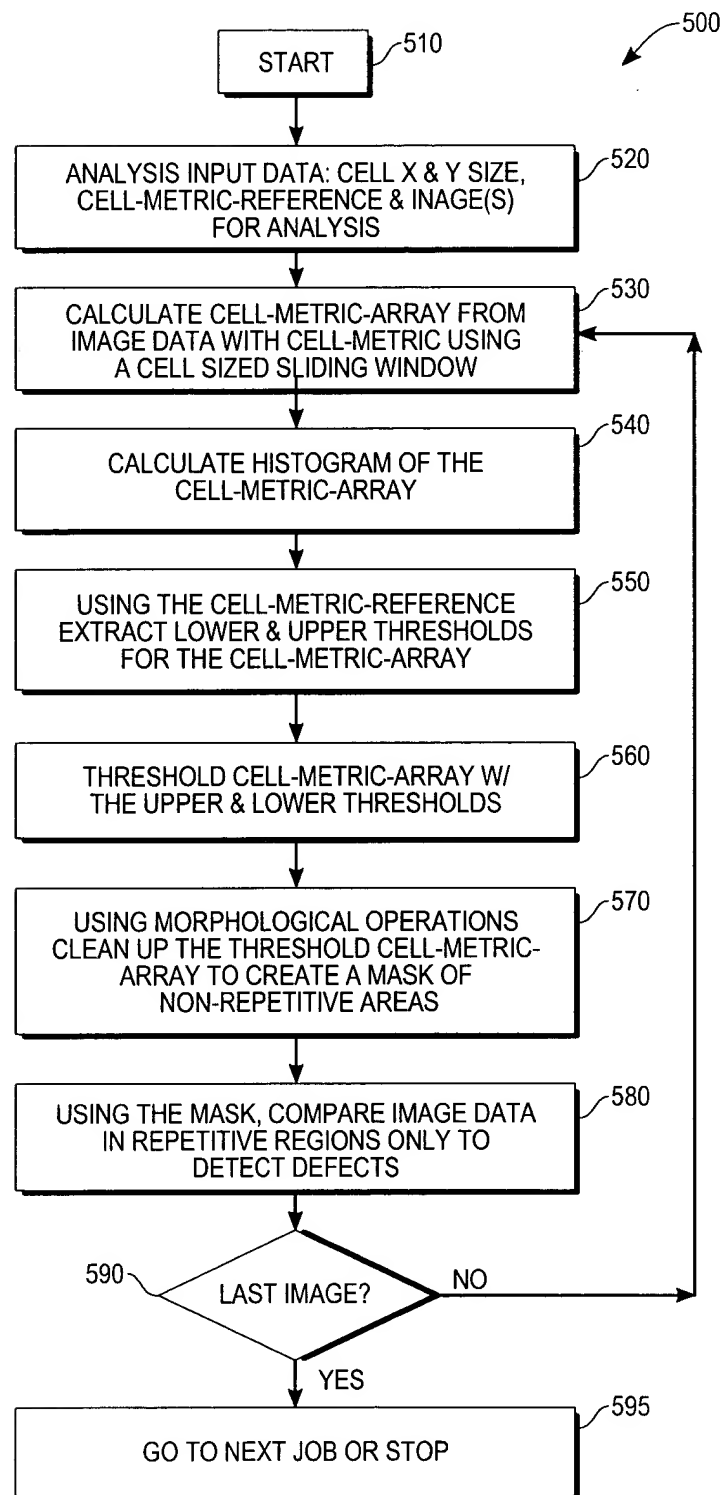 500
START
510
ANALYSIS INPUT DATA: CELL X & Y SIZE,
CELL-METRIC-REFERENCE & INAGE(S)
FOR ANALYSIS
520
CALCULATE CELL-METRIC-ARRAY FROM
IMAGE DATA WITH CELL-METRIC USING
A CELL SIZED SLIDING WINDOW
530
CALCULATE HISTOGRAM OF THE
CELL-METRIC-ARRAY
540
USING THE CELL-METRIC-REFERENCE
EXTRACT LOWER & UPPER THRESHOLDS
FOR THE CELL-METRIC-ARRAY
550
THRESHOLD CELL-METRIC-ARRAY W/
THE UPPER & LOWER THRESHOLDS
560
USING MORPHOLOGICAL OPERATIONS
CLEAN UP THE THRESHOLD CELL-METRIC-
ARRAY TO CREATE A MASK OF
NON-REPETITIVE AREAS
570
USING THE MASK, COMPARE IMAGE DATA
IN REPETITIVE REGIONS ONLY TO
DETECT DEFECTS
580
590
LAST IMAGE?
NO
YES
GO TO NEXT JOB OR STOP
595